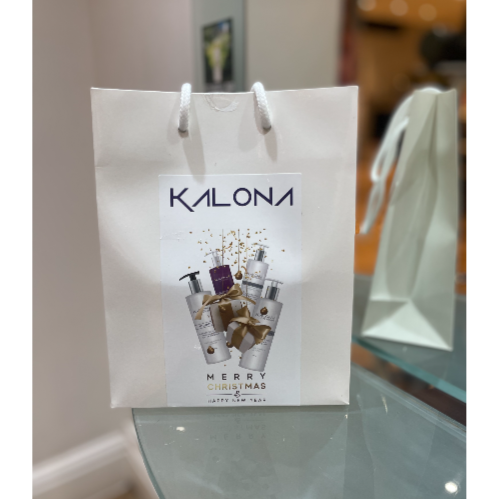 KALONA
MERRY
CHRISTMAS
&
HAPPY NEW YEAR